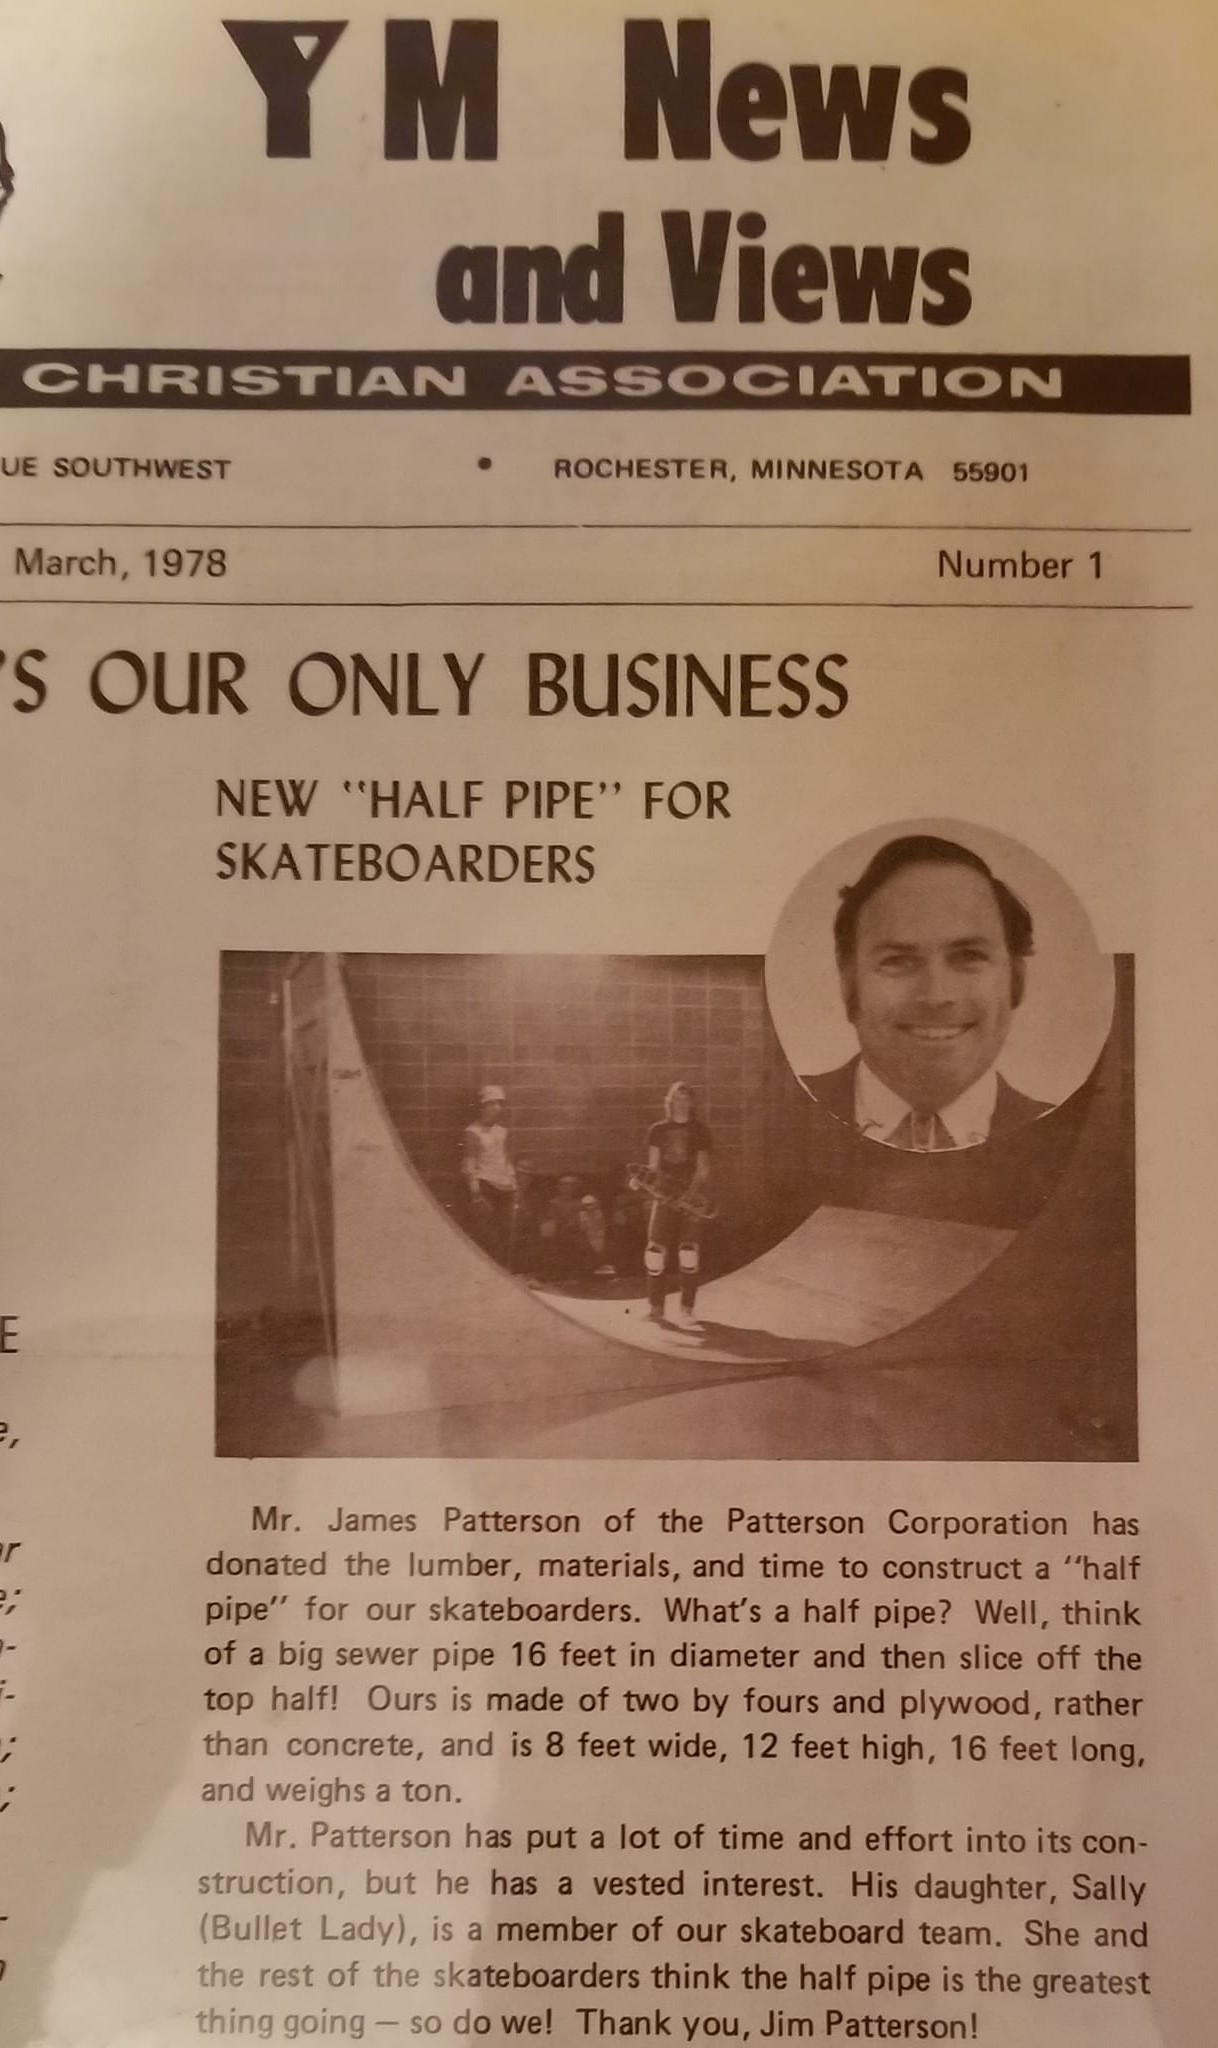 YM News
and Views
CHRISTIAN ASSOCIATION
UE SOUTHWEST • ROCHESTER, MINNESOTA 55901
March, 1978 Number 1
'S OUR ONLY BUSINESS
NEW "HALF PIPE" FOR
SKATEBOARDERS
Mr. James Patterson of the Patterson Corporation has
donated the lumber, materials, and time to construct a "half
pipe" for our skateboarders. What's a half pipe? Well, think
of a big sewer pipe 16 feet in diameter and then slice off the
top half! Ours is made of two by fours and plywood, rather
than concrete, and is 8 feet wide, 12 feet high, 16 feet long,
and weighs a ton.
Mr. Patterson has put a lot of time and effort into its con-
struction, but he has a vested interest. His daughter, Sally
(Bullet Lady), is a member of our skateboard team. She and
the rest of the skateboarders think the half pipe is the greatest
thing going — so do we! Thank you, Jim Patterson!